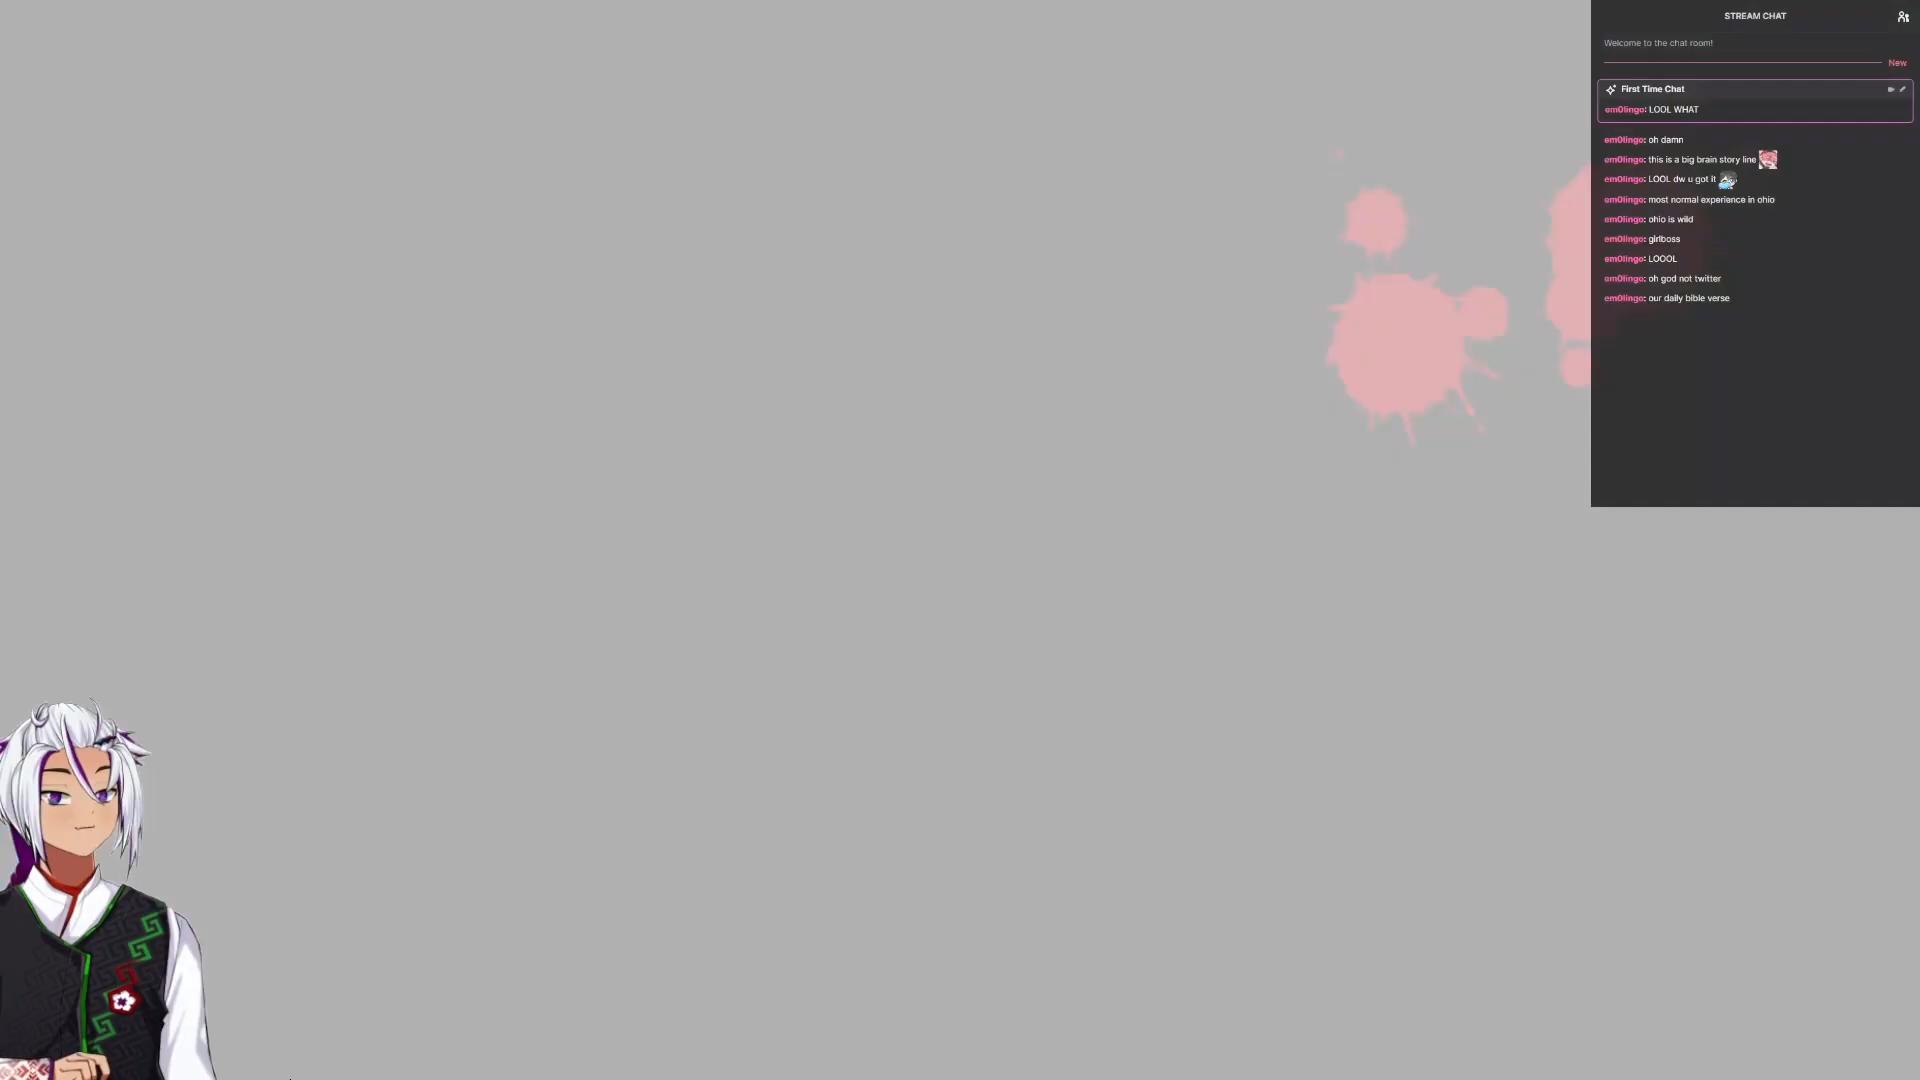 STREAM CHAT
Welcome to the chat room!
New
First Time Chat
em0lingo: LOOL WHAT
em0lingo: oh damn
em0lingo: this is a big brain story line
em0lingo: LOOL dw u got it
em0lingo: most normal experience in ohio
em0lingo: ohio is wild
em0lingo: girlboss
em0lingo: LOOOL
em0lingo: oh god not twitter
em0lingo: our daily bible verse